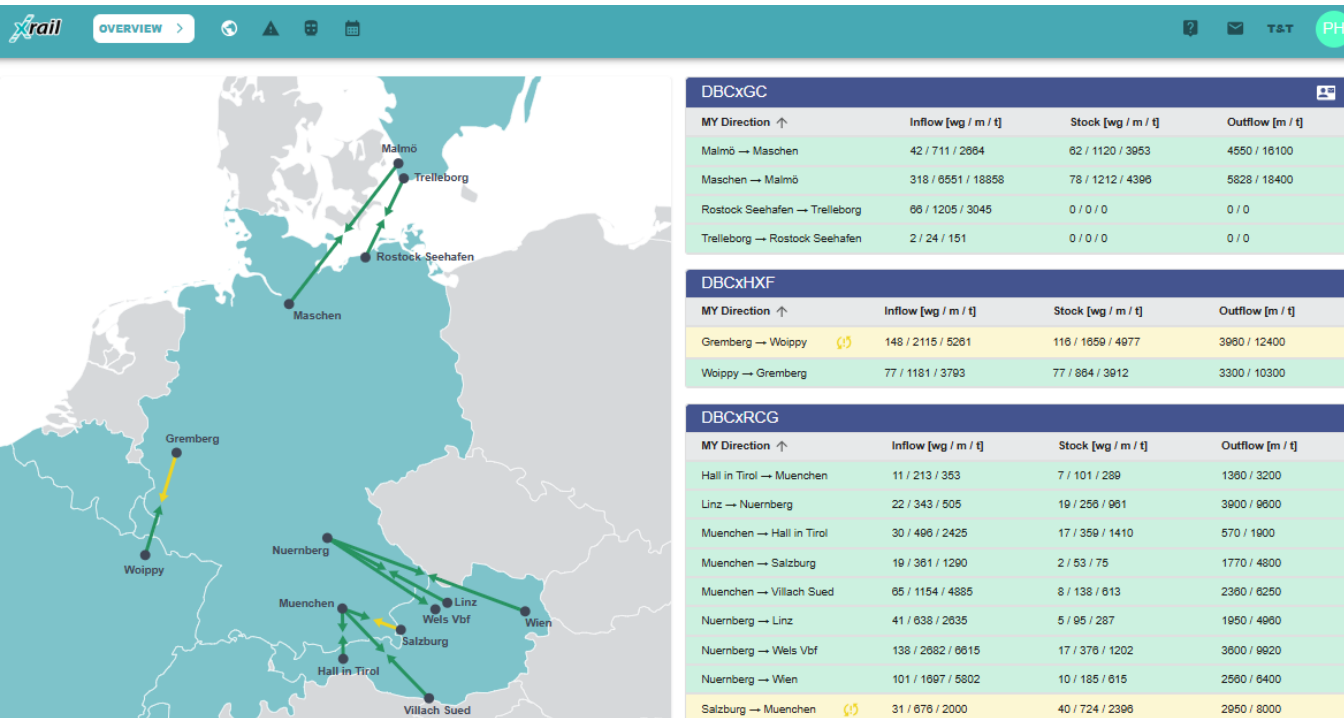 xrail
OVERVIEW >
T&T
PH
Malmö
Trelleborg
Rostock Seehafen
Maschen
Gremberg
Woippy
Nuernberg
Muenchen
Linz
Wels Vbf
Wien
Salzburg
Hall in Tirol
Villach Sued
DBCxGC
MY Direction ↑ Inflow [wg / m / t] Stock [wg / m / t] Outflow [m / t]
Malmö → Maschen 42 / 711 / 2664 62 / 1120 / 3953 4550 / 16100
Maschen → Malmö 318 / 6551 / 18858 78 / 1212 / 4396 5828 / 18400
Rostock Seehafen → Trelleborg 66 / 1205 / 3045 0 / 0 / 0 0 / 0
Trelleborg → Rostock Seehafen 2 / 24 / 151 0 / 0 / 0 0 / 0
DBCxHXF
MY Direction ↑ Inflow [wg / m / t] Stock [wg / m / t] Outflow [m / t]
Gremberg → Woippy 148 / 2115 / 5261 116 / 1659 / 4977 3960 / 12400
Woippy → Gremberg 77 / 1181 / 3793 77 / 864 / 3912 3300 / 10300
DBCxRCG
MY Direction ↑ Inflow [wg / m / t] Stock [wg / m / t] Outflow [m / t]
Hall in Tirol → Muenchen 11 / 213 / 353 7 / 101 / 289 1360 / 3200
Linz → Nuernberg 22 / 343 / 505 19 / 256 / 961 3900 / 9600
Muenchen → Hall in Tirol 30 / 496 / 2425 17 / 359 / 1410 570 / 1900
Muenchen → Salzburg 19 / 361 / 1290 2 / 53 / 75 1770 / 4800
Muenchen → Villach Sued 65 / 1154 / 4885 8 / 138 / 613 2360 / 6250
Nuernberg → Linz 41 / 638 / 2635 5 / 95 / 287 1950 / 4960
Nuernberg → Wels Vbf 138 / 2682 / 6615 17 / 376 / 1202 3600 / 9920
Nuernberg → Wien 101 / 1697 / 5802 10 / 185 / 615 2560 / 6400
Salzburg → Muenchen 31 / 676 / 2000 40 / 724 / 2396 2950 / 8000